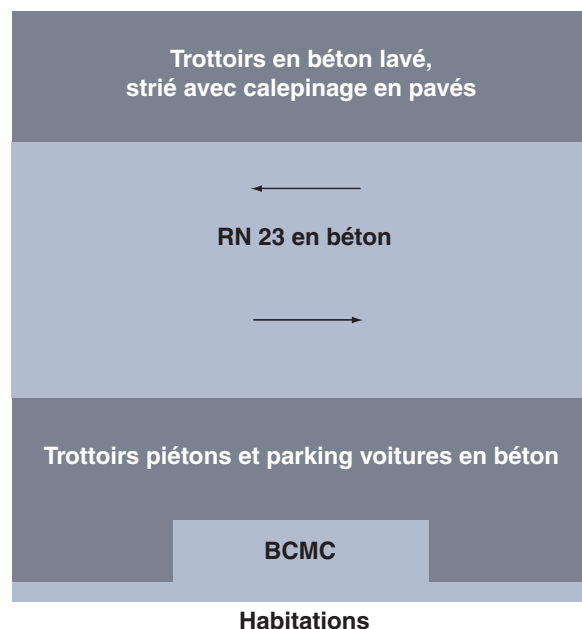 Trottoirs en béton lavé,
strié avec calepinage en pavés
RN 23 en béton
Trottoirs piétons et parking voitures en béton
BCMC
Habitations